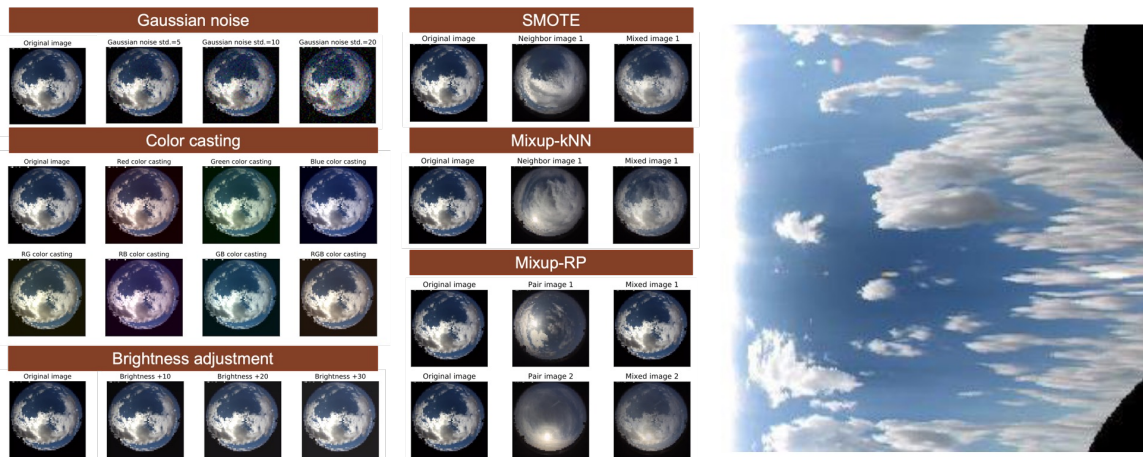 Gaussian noise
Original image Gaussian noise std.=5 Gaussian noise std.=10 Gaussian noise std.=20
Color casting
Original image Red color casting Green color casting Blue color casting
RG color casting RB color casting GB color casting RGB color casting
Brightness adjustment
Original image Brightness +10 Brightness +20 Brightness +30
SMOTE
Original image Neighbor image 1 Mixed image 1
Mixup-kNN
Original image Neighbor image 1 Mixed image 1
Mixup-RP
Original image Pair image 1 Mixed image 1
Original image Pair image 2 Mixed image 2